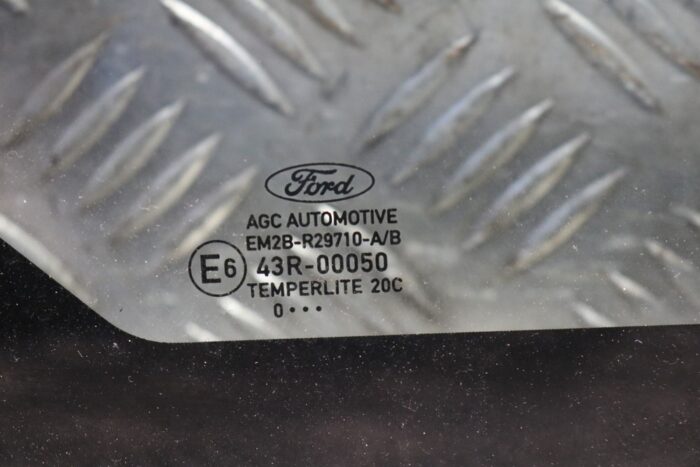 Ford
AGC AUTOMOTIVE
EM2B-R29710-A/B
E6 43R-00050
TEMPERLITE 20C
0 •••